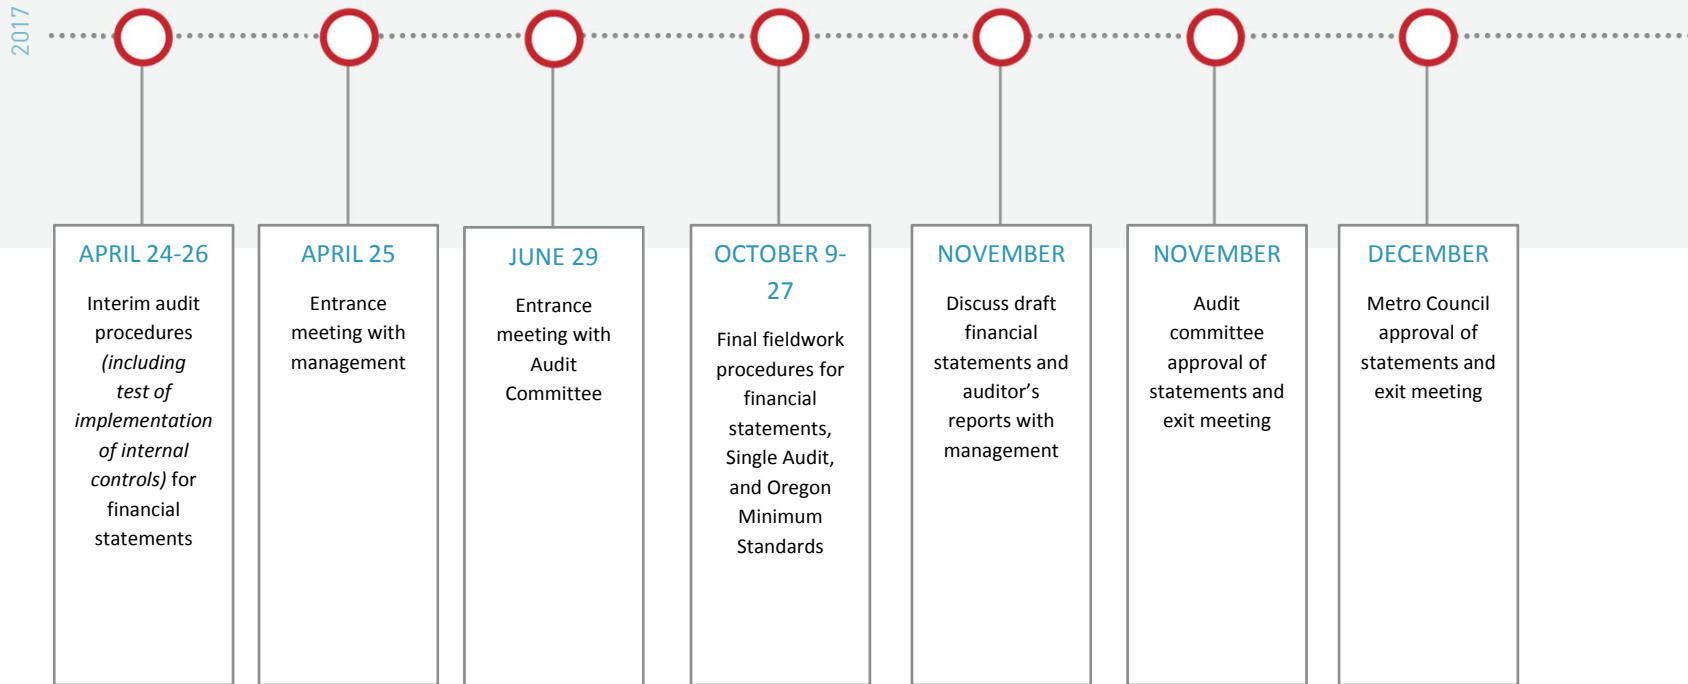 2017
APRIL 24-26
Interim audit
procedures
(including
test of
implementation
of internal
controls) for
financial
statements
APRIL 25
Entrance
meeting with
management
JUNE 29
Entrance
meeting with
Audit
Committee
OCTOBER 9-
27
Final fieldwork
procedures for
financial
statements,
Single Audit,
and Oregon
Minimum
Standards
NOVEMBER
Discuss draft
financial
statements and
auditor’s
reports with
management
NOVEMBER
Audit
committee
approval of
statements and
exit meeting
DECEMBER
Metro Council
approval of
statements and
exit meeting